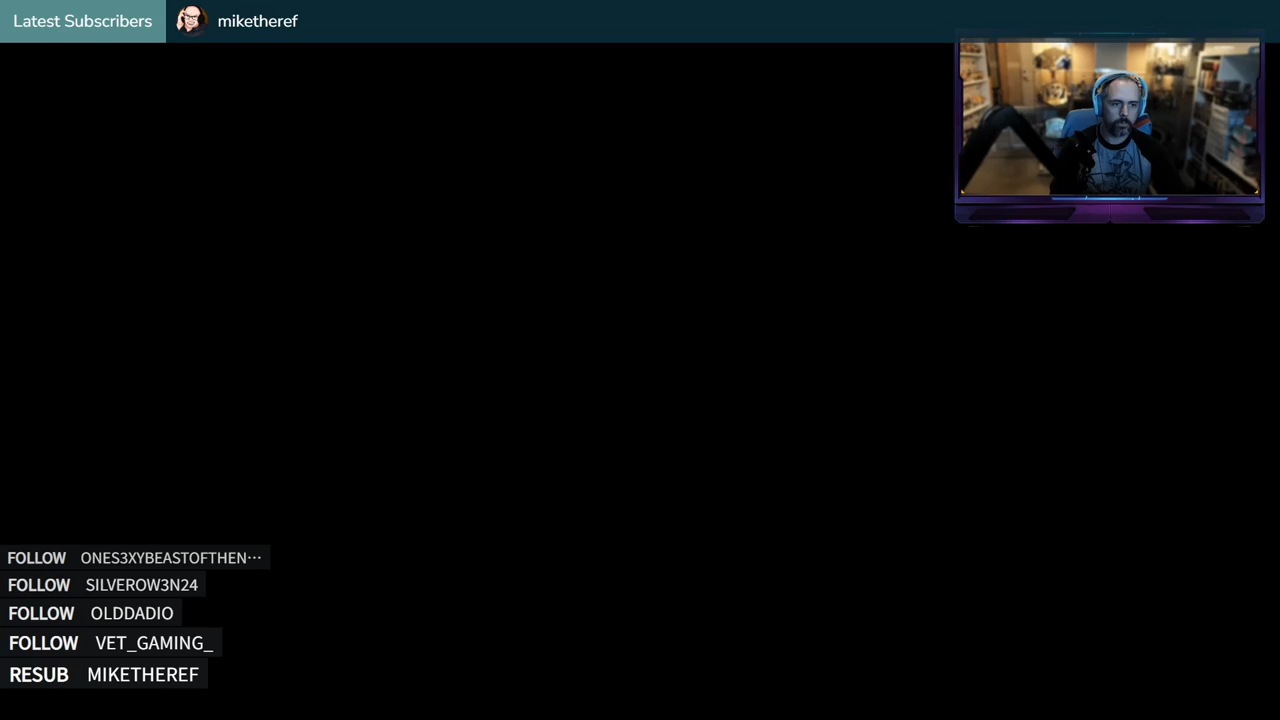 Latest Subscribers miketheref
FOLLOW ONES3XYBEASTOFTHEN···
FOLLOW SILVEROW3N24
FOLLOW OLDDADIO
FOLLOW VET_GAMING_
RESUB MIKETHEREF